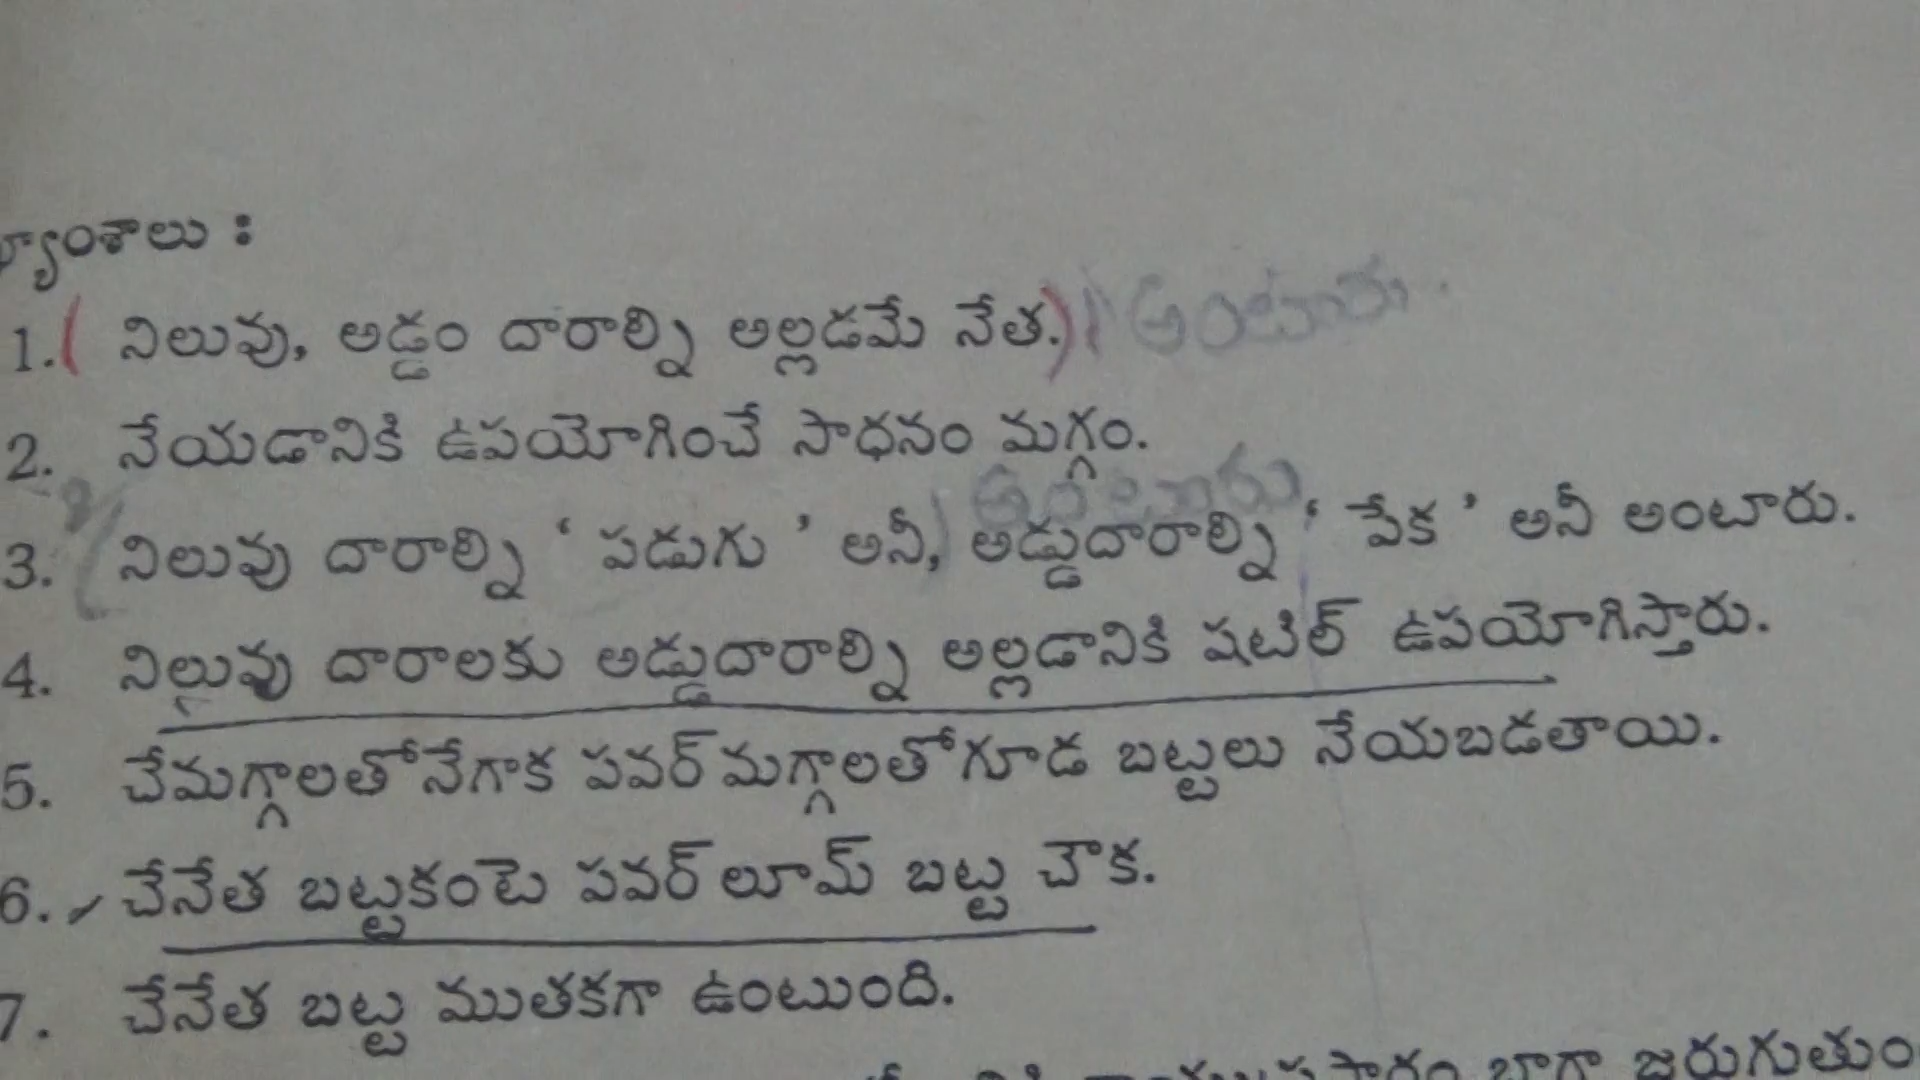 ఖ్యాంశాలు :
1. ( నిలువు, అడ్డం దారాల్ని అల్లడమే నేత.) అంటారు.
2. నేయడానికి ఉపయోగించే సాధనం మగ్గం.
అంటారు
3. ( నిలువు దారాల్ని ‘ పడుగు ’ అనీ, అడ్డుదారాల్ని ‘ పేక ’ అనీ అంటారు.
4. నిలువు దారాలకు అడ్డుదారాల్ని అల్లడానికి షటిల్ ఉపయోగిస్తారు.
5. చేమగ్గాలతోనేగాక పవర్‌మగ్గాలతోగూడ బట్టలు నేయబడతాయి.
6. చేనేత బట్టకంటె పవర్‌లూమ్ బట్ట చౌక.
7. చేనేత బట్ట ముతకగా ఉంటుంది.
బాగా జరుగుతుం